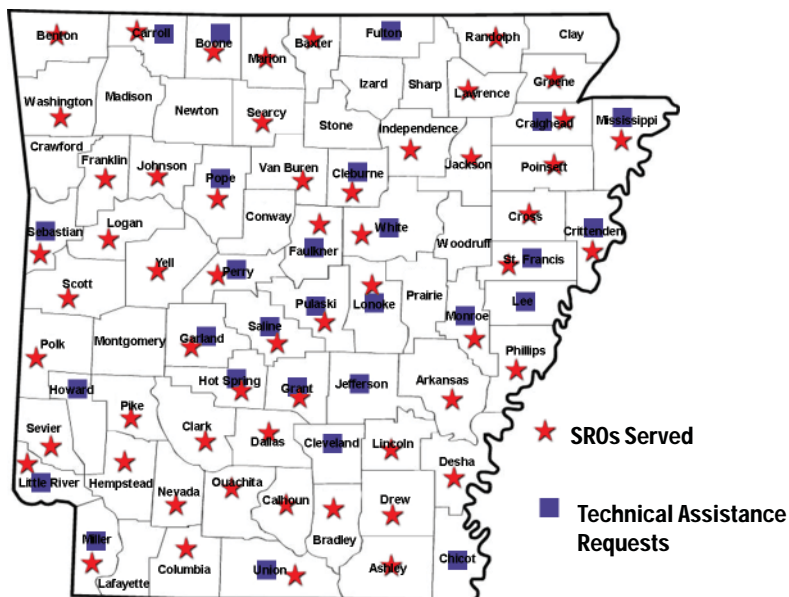 Benton
Carroll
Boone
Marion
Baxter
Fulton
Randolph
Clay
Izard
Sharp
Lawrence
Greene
Washington
Madison
Newton
Searcy
Stone
Independence
Craighead
Mississippi
Crawford
Franklin
Johnson
Pope
Van Buren
Cleburne
Jackson
Poinsett
Logan
Conway
White
Woodruff
Cross
Crittenden
Sebastian
Faulkner
St. Francis
Yell
Perry
Scott
Pulaski
Lonoke
Prairie
Monroe
Lee
Saline
Polk
Montgomery
Garland
Phillips
Hot Spring
Grant
Jefferson
Arkansas
Howard
Pike
Sevier
Clark
Dallas
Cleveland
Lincoln
SROs Served
Desha
Little River
Hempstead
Nevada
Ouachita
Calhoun
Drew
Technical Assistance
Requests
Bradley
Miller
Lafayette
Columbia
Union
Ashley
Chicot